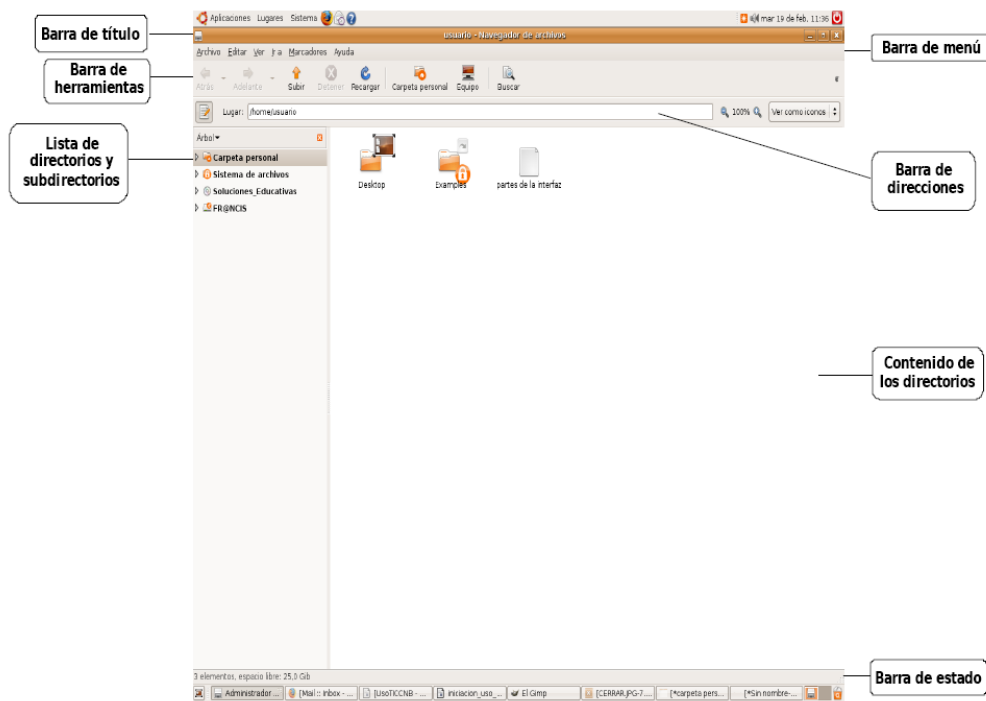 Aplicaciones Lugares Sistema
mar 19 de feb, 11:36
Barra de título
usuario - Navegador de archivos
Archivo Editar Ver Ir a Marcadores Ayuda
Barra de menú
Barra de
herramientas
Atrás Adelante Subir Detener Recargar Carpeta personal Equipo Buscar
Lugar: /home/usuario
100% Ver como iconos
Lista de
directorios y
subdirectorios
Árbol
Carpeta personal
Sistema de archivos
Soluciones_Educativas
FR@NCIS
Desktop Examples partes de la interfaz
Barra de
direcciones
Contenido de
los directorios
3 elementos, espacio libre: 25,0 Gib
Barra de estado
Administrador ... [Mail :: Inbox - ... [UsoTICCNB - ... iniciacion_uso_... El Gimp [CERRAR.JPG-7.... [*carpeta pers... [*Sin nombre-...